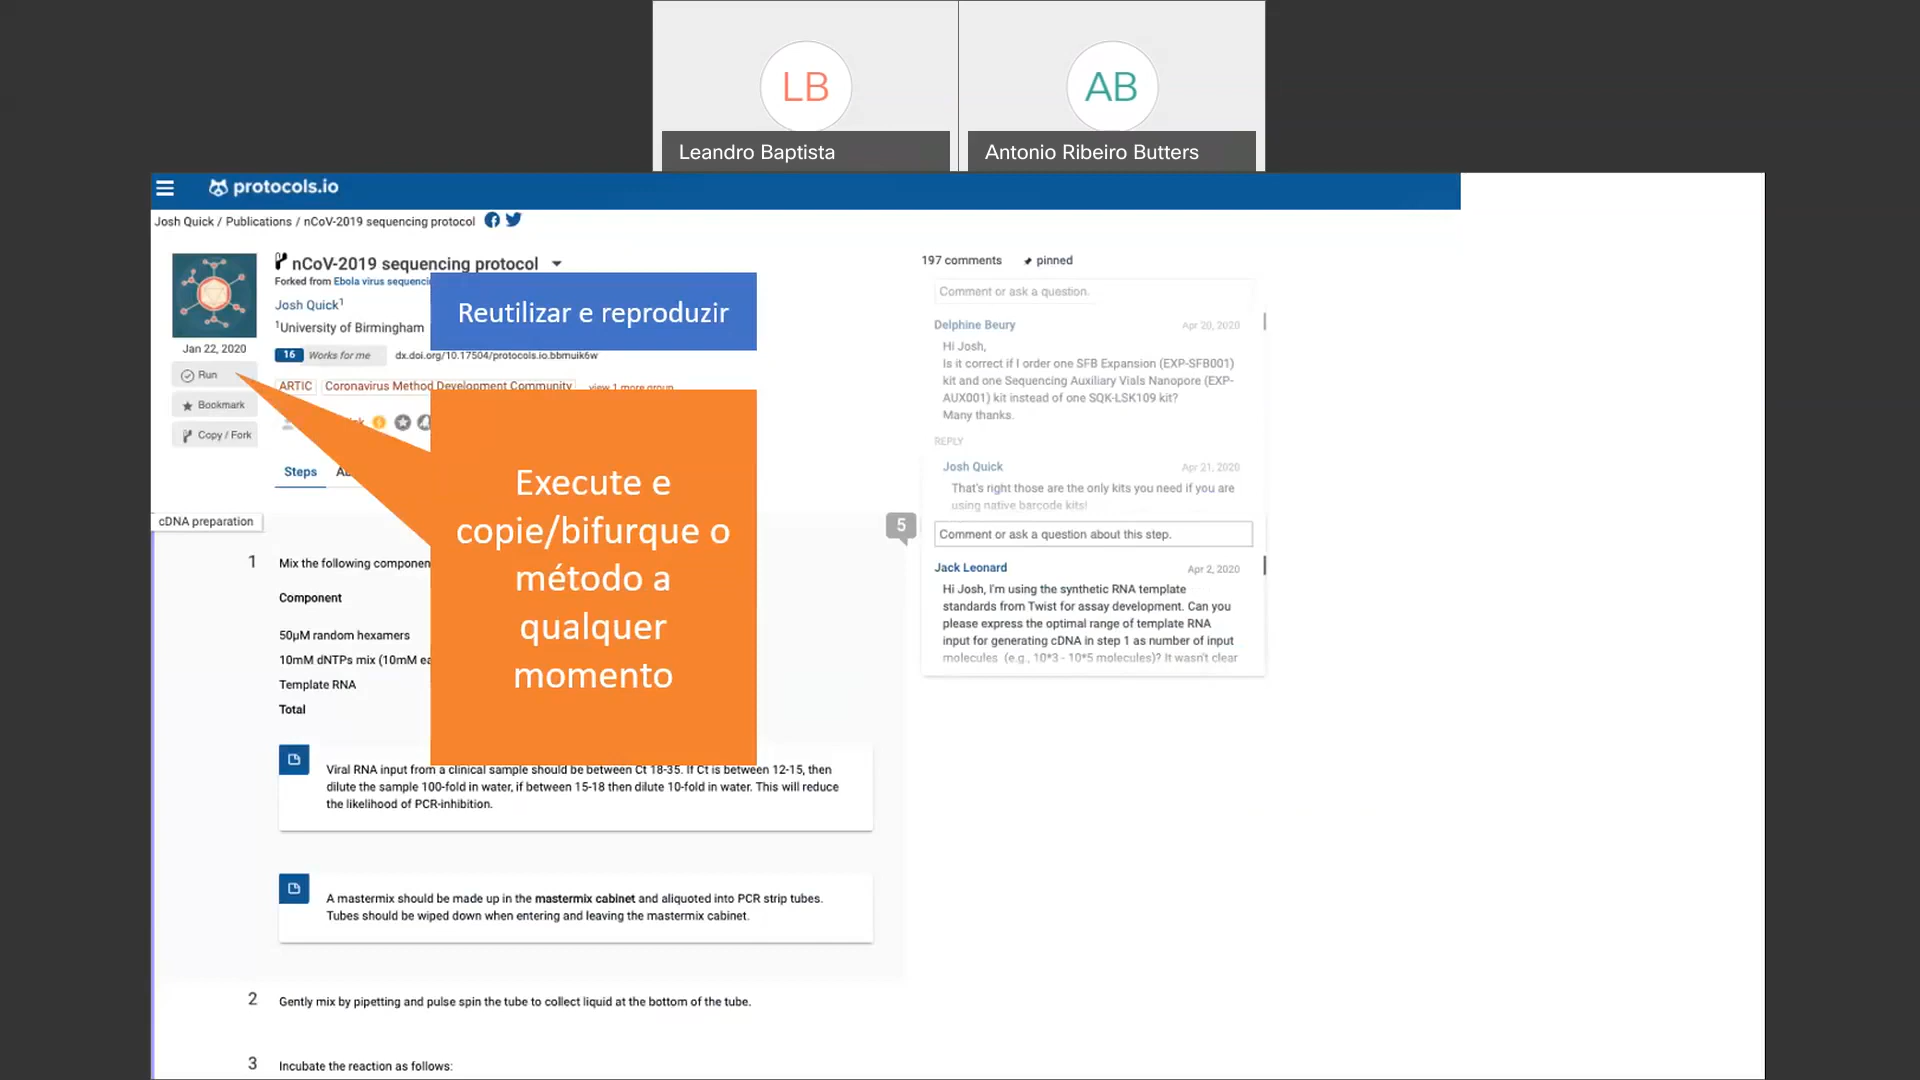 LB
AB
Leandro Baptista
Antonio Ribeiro Butters
protocols.io
Josh Quick / Publications / nCoV-2019 sequencing protocol
nCoV-2019 sequencing protocol
Forked from Ebola virus
Josh Quick1
1University of Birmingham
Jan 22, 2020
16 Works for me dx.doi.org/10.17504/protocols.io.bbmuik6w
Run
ARTIC Coronavirus Method Development Community view 1 more group
Bookmark
Copy / Fork
Steps
Reutilizar e reproduzir
Execute e
copie/bifurque o
método a
qualquer
momento
cDNA preparation
1 Mix the following
Component
50µM random hexamers
10mM dNTPs mix (10mM
Template RNA
Total
Viral RNA input from a clinical sample should be between Ct 18-35. If Ct is between 12-15, then
dilute the sample 100-fold in water, if between 15-18 then dilute 10-fold in water. This will reduce
the likelihood of PCR-inhibition.
A mastermix should be made up in the mastermix cabinet and aliquoted into PCR strip tubes.
Tubes should be wiped down when entering and leaving the mastermix cabinet.
2 Gently mix by pipetting and pulse spin the tube to collect liquid at the bottom of the tube.
3 Incubate the reaction as follows:
197 comments pinned
Comment or ask a question.
Delphine Beury Apr 20, 2020
Hi Josh,
Is it correct if I order one SFB Expansion (EXP-SFB001)
kit and one Sequencing Auxiliary Vials Nanopore (EXP-
AUX001) kit instead of one SQK-LSK109 kit?
Many thanks.
REPLY
Josh Quick Apr 21, 2020
That's right those are the only kits you need if you are
using native barcode kits!
5
Comment or ask a question about this step.
Jack Leonard Apr 2, 2020
Hi Josh, I'm using the synthetic RNA template
standards from Twist for assay development. Can you
please express the optimal range of template RNA
input for generating cDNA in step 1 as number of input
molecules (e.g., 10*3 - 10*5 molecules)? It wasn't clear